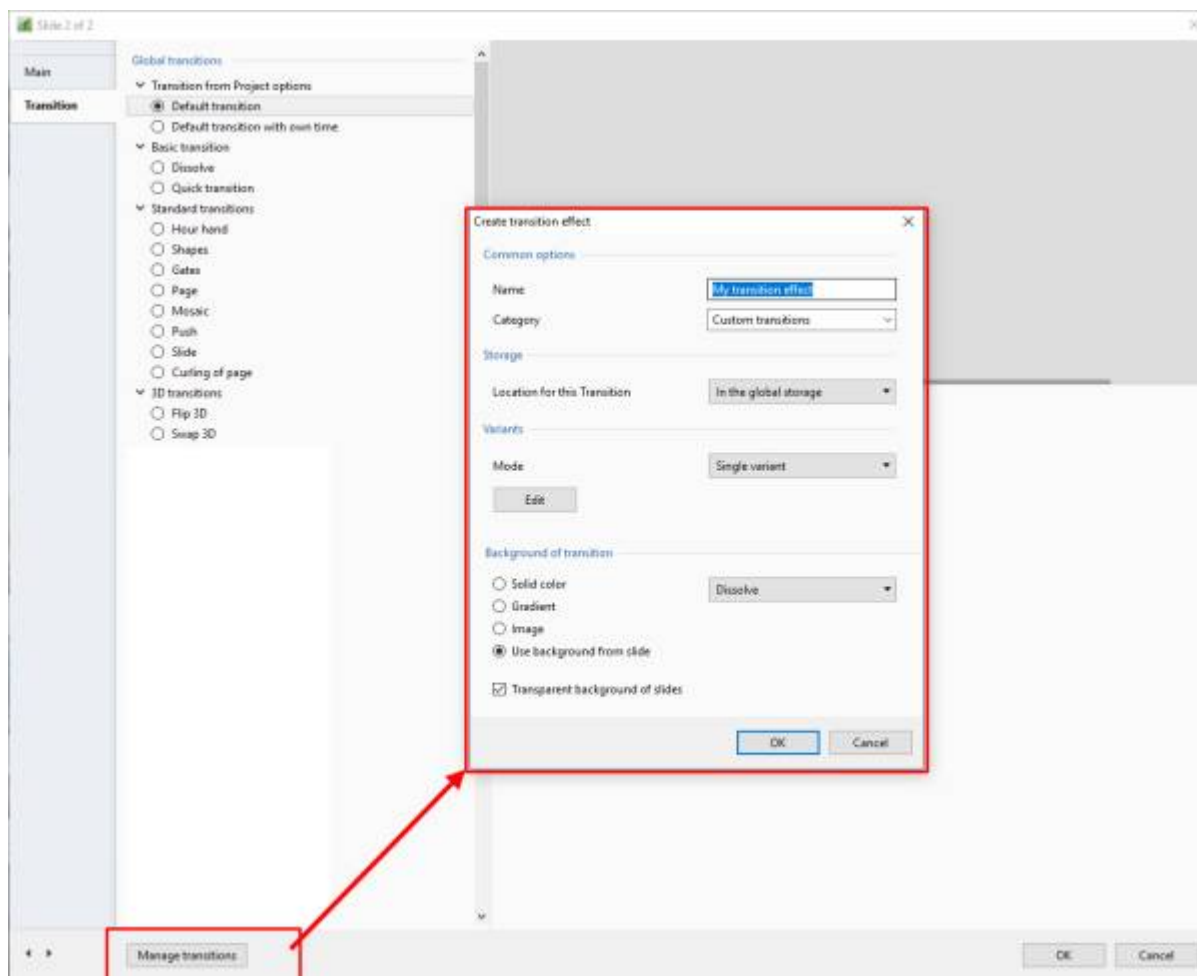 Slide 2 of 2
Main
Transition
Global transitions
Transition from Project options
Default transition
Default transition with own time
Basic transition
Dissolve
Quick transition
Standard transitions
Hour hand
Shapes
Gates
Page
Mosaic
Push
Slide
Curling of page
3D transitions
Flip 3D
Swap 3D
Create transition effect
Common options
Name My transition effect
Category Custom transitions
Storage
Location for this Transition In the global storage
Variants
Mode Single variant
Edit
Background of transition
Solid color Dissolve
Gradient
Image
Use background from slide
Transparent background of slides
OK Cancel
Manage transitions OK Cancel